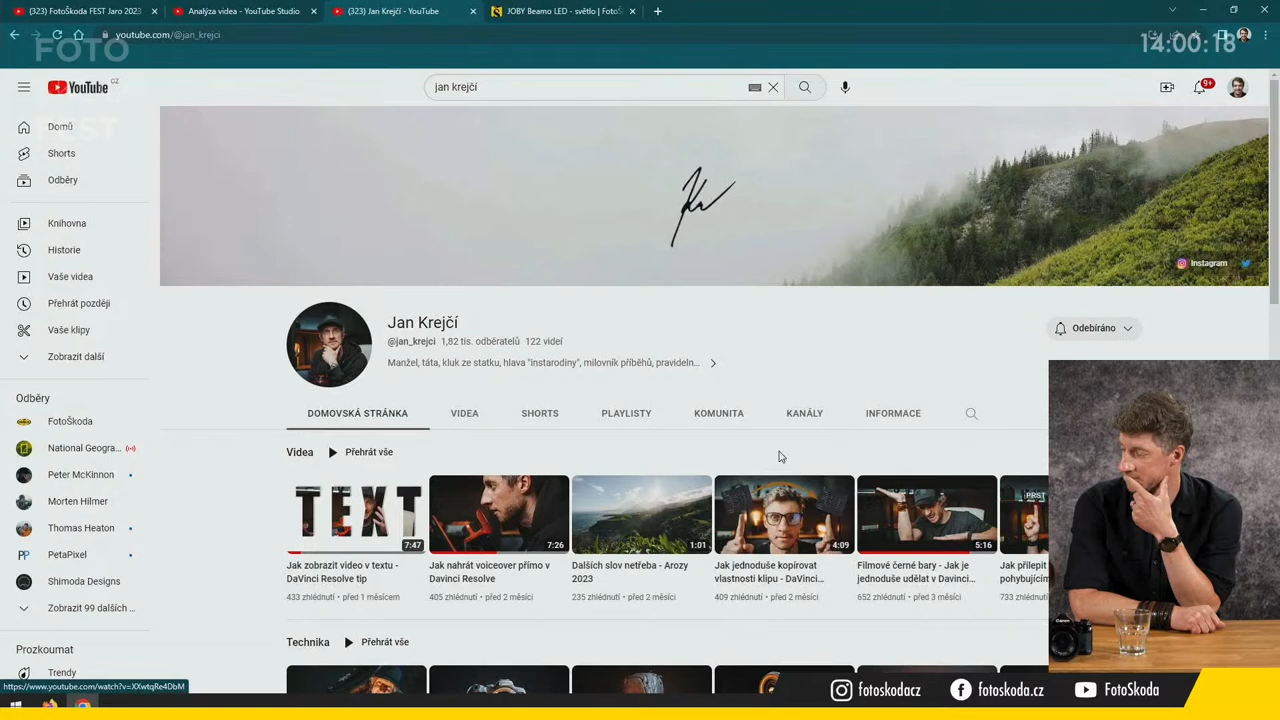 (323) FotoŠkoda FEST Jaro 2023
Analýza videa - YouTube Studio
(323) Jan Krejčí - YouTube
JOBY Beamo LED - světlo | FotoŠ
youtube.com/@jan_krejci
FOTO
FEST
14:00:18
YouTube CZ
jan krejčí
9+
Domů
Shorts
Odběry
Knihovna
Historie
Vaše videa
Přehrát později
Vaše klipy
Zobrazit další
Odběry
FotoŠkoda
National Geogra...
Peter McKinnon
Morten Hilmer
Thomas Heaton
PetaPixel
Shimoda Designs
Zobrazit 99 dalších ...
Prozkoumat
Trendy
https://www.youtube.com/watch?v=XXwtqRe4DbM
Instagram
Jan Krejčí
@jan_krejci 1,82 tis. odběratelů 122 videí
Manžel, táta, kluk ze statku, hlava "instarodiny", milovník příběhů, pravideln...
Odebíráno
DOMOVSKÁ STRÁNKA VIDEA SHORTS PLAYLISTY KOMUNITA KANÁLY INFORMACE
Videa Přehrát vše
TEXT
7:47
7:26
1:01
4:09
5:16
PRST
Jak zobrazit video v textu - DaVinci Resolve tip
433 zhlédnutí • před 1 měsícem
Jak nahrát voiceover přímo v DaVinci Resolve
405 zhlédnutí • před 2 měsíci
Dalších slov netřeba - Arozy 2023
235 zhlédnutí • před 2 měsíci
Jak jednoduše kopírovat vlastnosti klipu - DaVinci...
409 zhlédnutí • před 2 měsíci
Filmové černé bary - Jak je jednoduše udělat v Davinci...
652 zhlédnutí • před 3 měsíci
Jak přilepit
pohybujícím
733 zhlédnut
Technika Přehrát vše
Canon
fotoskodacz
fotoskoda.cz
FotoSkoda